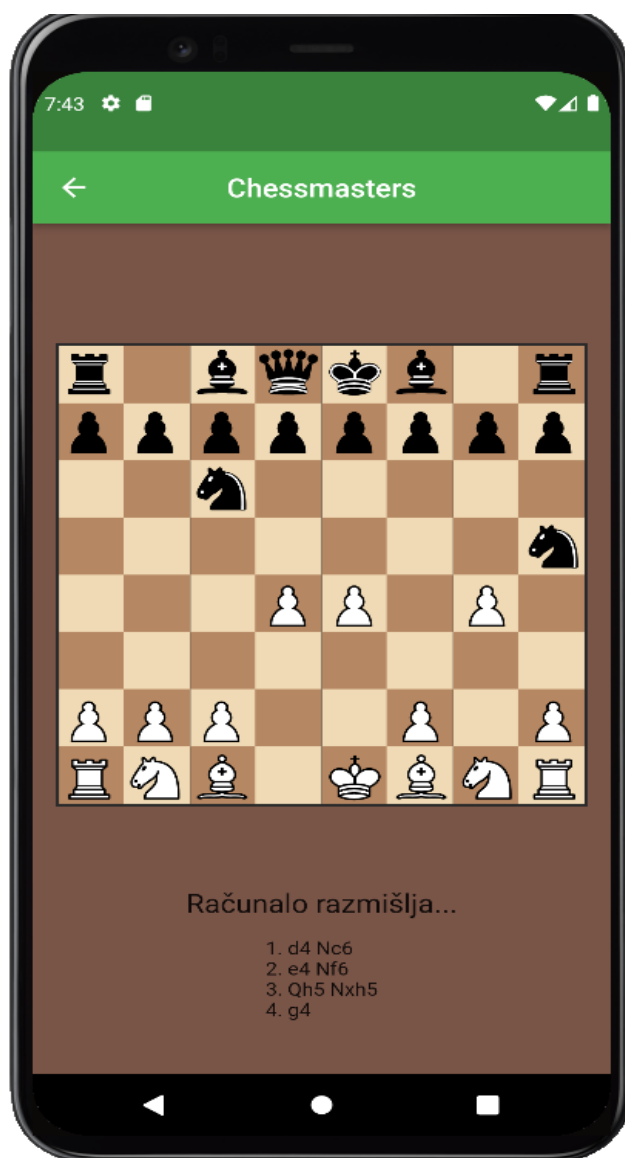 7:43
Chessmasters
Računalo razmišlja...
1. d4 Nc6
2. e4 Nf6
3. Qh5 Nxh5
4. g4